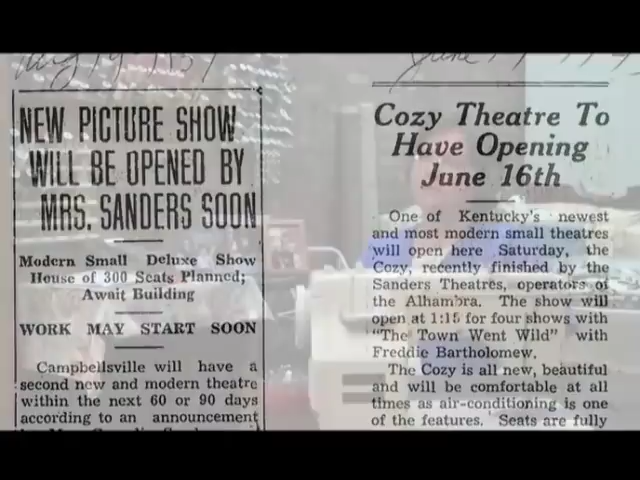 NEW PICTURE SHOW
WILL BE OPENED BY
MRS. SANDERS SOON
Modern Small Deluxe Show
House of 300 Seats Planned;
Await Building
WORK MAY START SOON
Campbellsville will have a
second new and modern theatre
within the next 60 or 90 days
according to an announcement
June
Cozy Theatre To
Have Opening
June 16th
One of Kentucky's newest
and most modern small theatres
will open here Saturday, the
Cozy, recently finished by the
Sanders Theatres, operators of
the Alhambra. The show will
open at 1:15 for four shows with
"The Town Went Wild" with
Freddie Bartholomew.
The Cozy is all new, beautiful
and will be comfortable at all
times as air-conditioning is one
of the features. Seats are fully